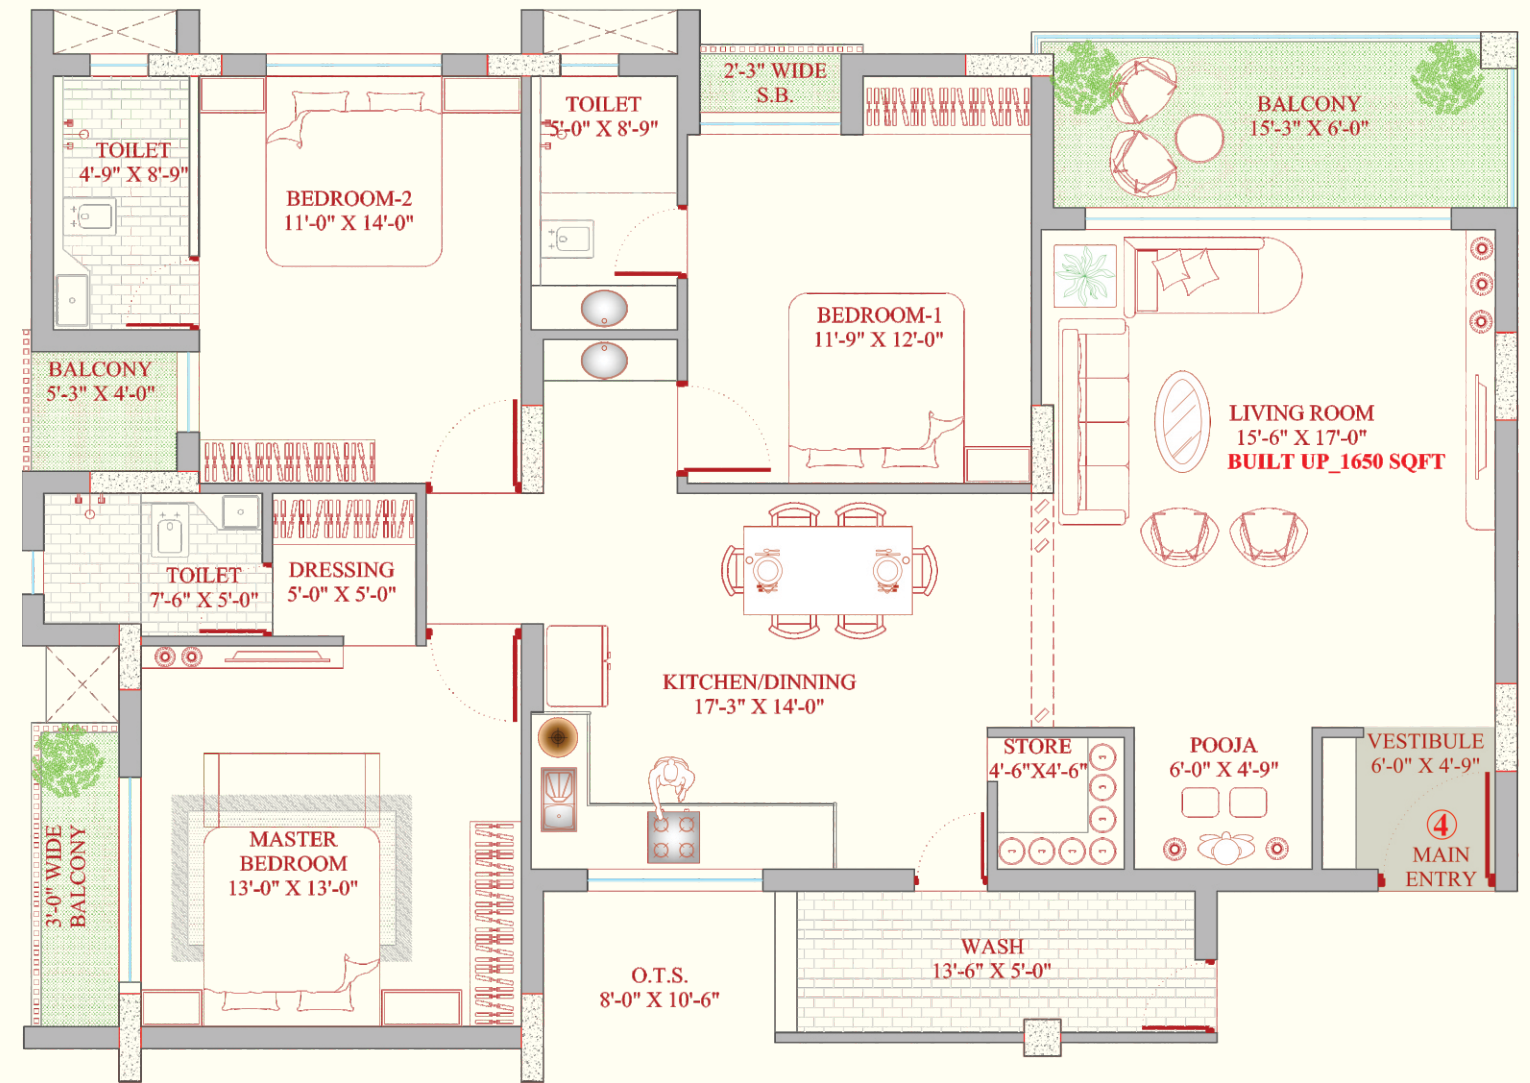 2'-3" WIDE
S.B.
TOILET
5'-0" X 8'-9"
BALCONY
15'-3" X 6'-0"
TOILET
4'-9" X 8'-9"
BEDROOM-2
11'-0" X 14'-0"
BEDROOM-1
11'-9" X 12'-0"
BALCONY
5'-3" X 4'-0"
LIVING ROOM
15'-6" X 17'-0"
BUILT UP_1650 SQFT
TOILET
7'-6" X 5'-0"
DRESSING
5'-0" X 5'-0"
KITCHEN/DINNING
17'-3" X 14'-0"
STORE
4'-6"X4'-6"
POOJA
6'-0" X 4'-9"
VESTIBULE
6'-0" X 4'-9"
4
MAIN
ENTRY
MASTER
BEDROOM
13'-0" X 13'-0"
3'-0" WIDE
BALCONY
O.T.S.
8'-0" X 10'-6"
WASH
13'-6" X 5'-0"